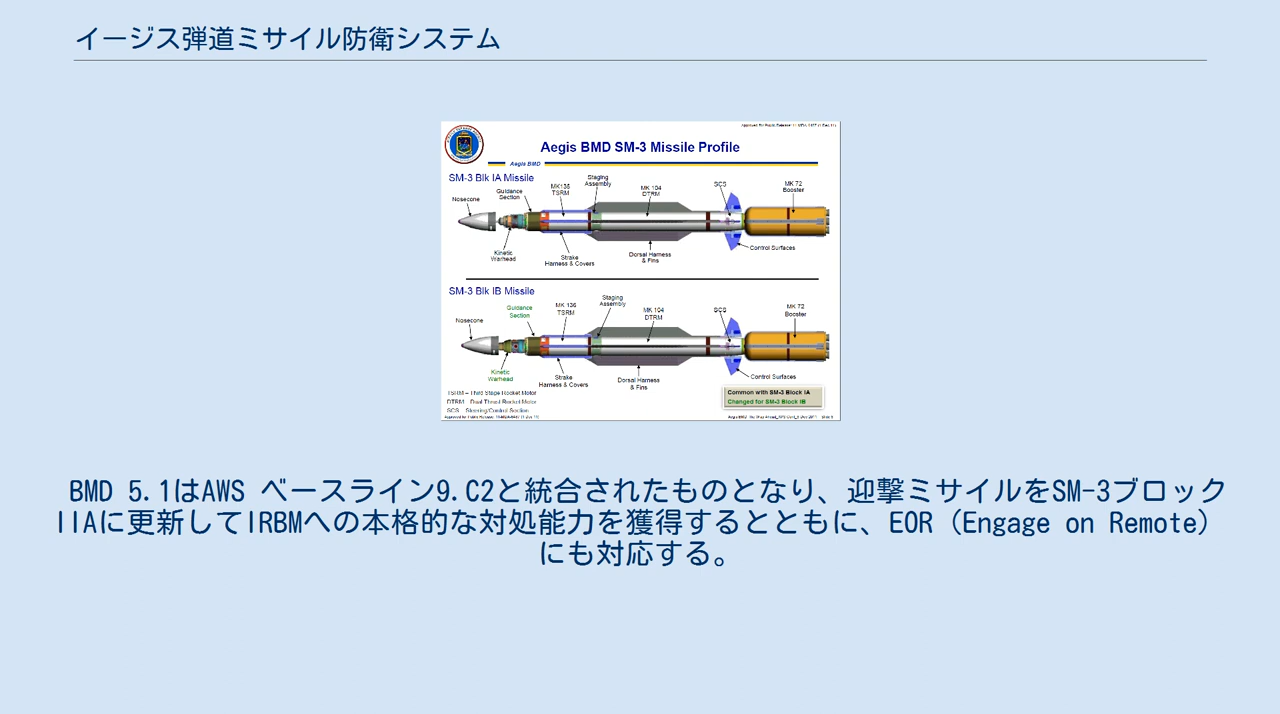 イージス弾道ミサイル防衛システム
Aegis BMD SM-3 Missile Profile
Aegis BMD
SM-3 Blk IA Missile
Nosecone
Guidance
Section
MK136
TSRM
Staging
Assembly
MK 104
DTRM
SCS
MK 72
Booster
Kinetic
Warhead
Strake
Harness & Covers
Dorsal Harness
& Fins
Control Surfaces
SM-3 Blk IB Missile
Nosecone
Guidance
Section
MK 136
TSRM
Staging
Assembly
MK 104
DTRM
SCS
MK 72
Booster
Kinetic
Warhead
Strake
Harness & Covers
Dorsal Harness
& Fins
Control Surfaces
TSRM – Third Stage Rocket Motor
DTRM – Dual Thrust Rocket Motor
SCS – Steering/Control Section
Common with SM-3 Block IA
Changed for SM-3 Block IB
BMD 5.1はAWS ベースライン9.C2と統合されたものとなり、迎撃ミサイルをSM-3ブロック
IIAに更新してIRBMへの本格的な対処能力を獲得するとともに、EOR（Engage on Remote）
にも対応する。